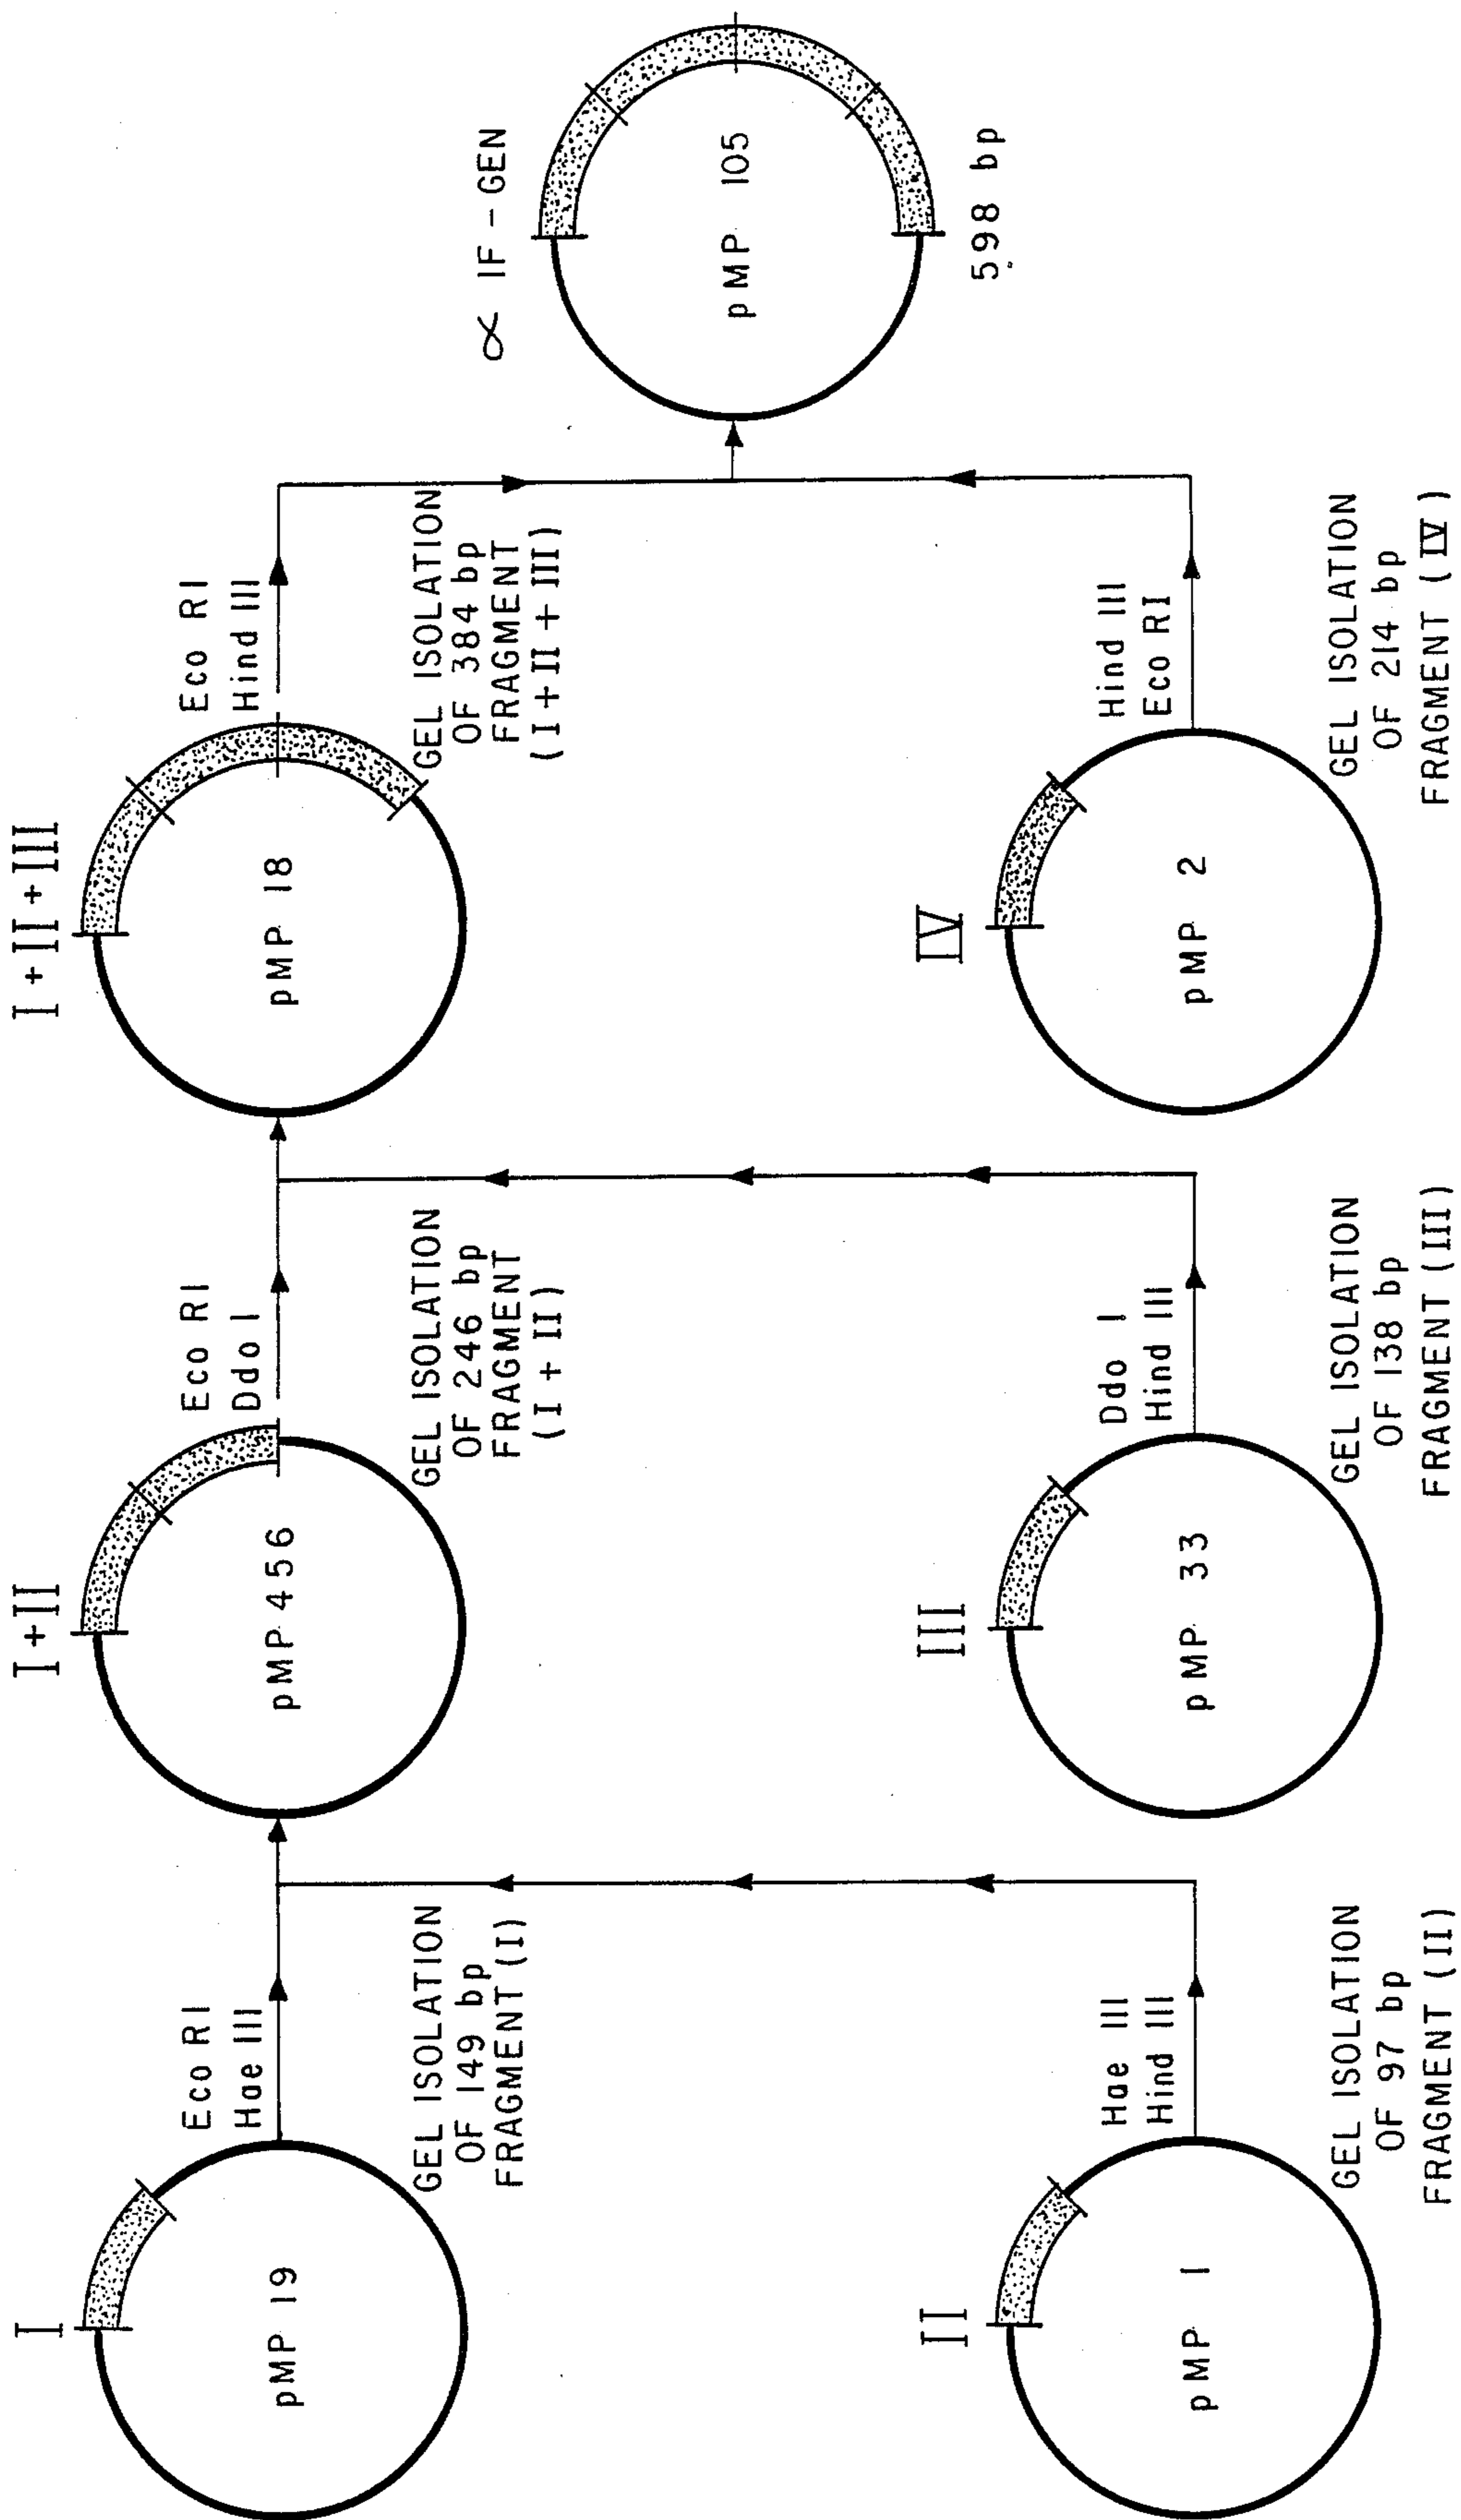 I
pMP 19
Eco RI
Hae III
GEL ISOLATION
OF 149 bp
FRAGMENT (I)
II
pMP 1
Hae III
Hind III
GEL ISOLATION
OF 97 bp
FRAGMENT (II)
I+II
pMP 456
Eco RI
Ddo I
GEL ISOLATION
OF 246 bp
FRAGMENT
(I+II)
III
pMP 33
Ddo I
Hind III
GEL ISOLATION
OF 138 bp
FRAGMENT (III)
I+II+III
pMP 18
Eco RI
Hind III
GEL ISOLATION
OF 384 bp
FRAGMENT
(I+II+III)
IV
pMP 2
Hind III
Eco RI
GEL ISOLATION
OF 214 bp
FRAGMENT (IV)
α IF-GEN
pMP 105
598 bp